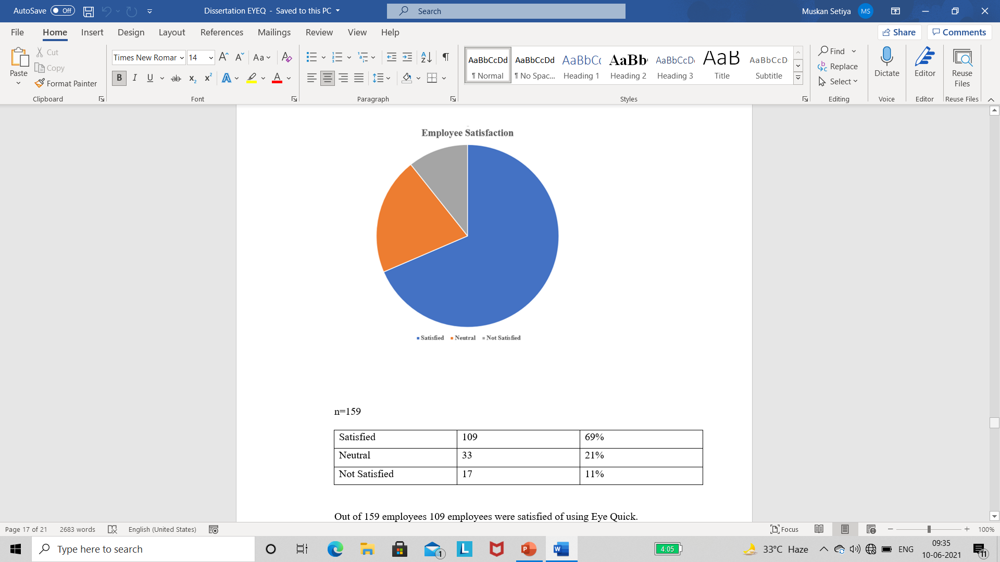 AutoSave Off Dissertation EYEQ - Saved to this PC Search Muskan Setiya MS
File Home Insert Design Layout References Mailings Review View Help Share Comments
Paste Cut Copy Format Painter Clipboard
Times New Romar 14 Aa Font
B I U ab x₂ x² A A
Paragraph
AaBbCcDd AaBbCcDd AaBbCc AaBb AaBbCcD AaB AaBbCcD
¶ Normal ¶ No Spac... Heading 1 Heading 2 Heading 3 Title Subtitle
Styles
Find Replace Select Editing
Dictate Voice
Editor Editor
Reuse Files Reuse Files
Employee Satisfaction
Satisfied Neutral Not Satisfied
n=159
Satisfied 109 69%
Neutral 33 21%
Not Satisfied 17 11%
Out of 159 employees 109 employees were satisfied of using Eye Quick.
Page 17 of 21 2683 words English (United States) Focus 100%
Type here to search 1 L P W 4:05 33°C Haze ENG 09:35
10-06-2021 11